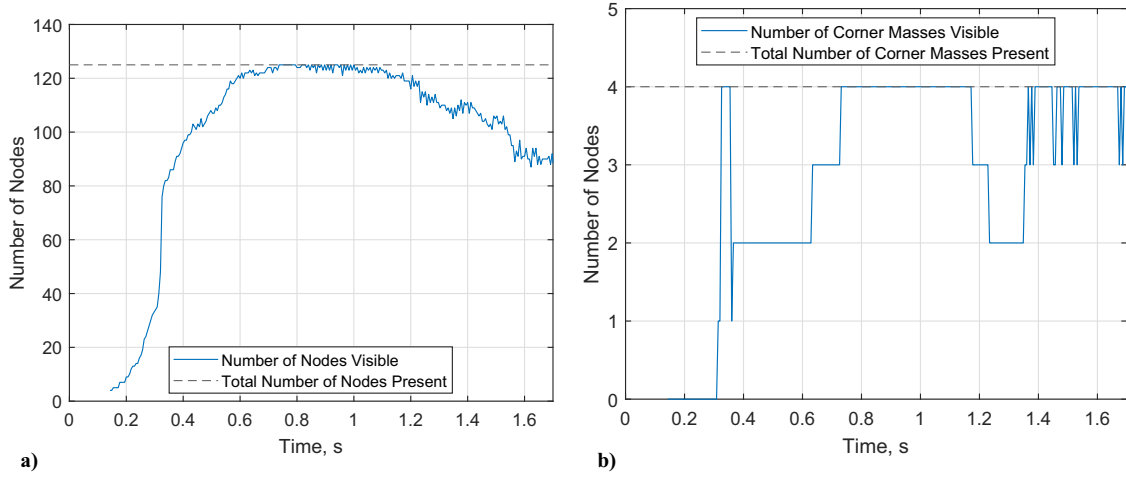 140
120
100
80
60
40
20
0
Number of Nodes
Number of Nodes Visible
Total Number of Nodes Present
0 0.2 0.4 0.6 0.8 1 1.2 1.4 1.6
Time, s
a)
5
4
3
2
1
0
Number of Nodes
Number of Corner Masses Visible
Total Number of Corner Masses Present
0 0.2 0.4 0.6 0.8 1 1.2 1.4 1.6
Time, s
b)